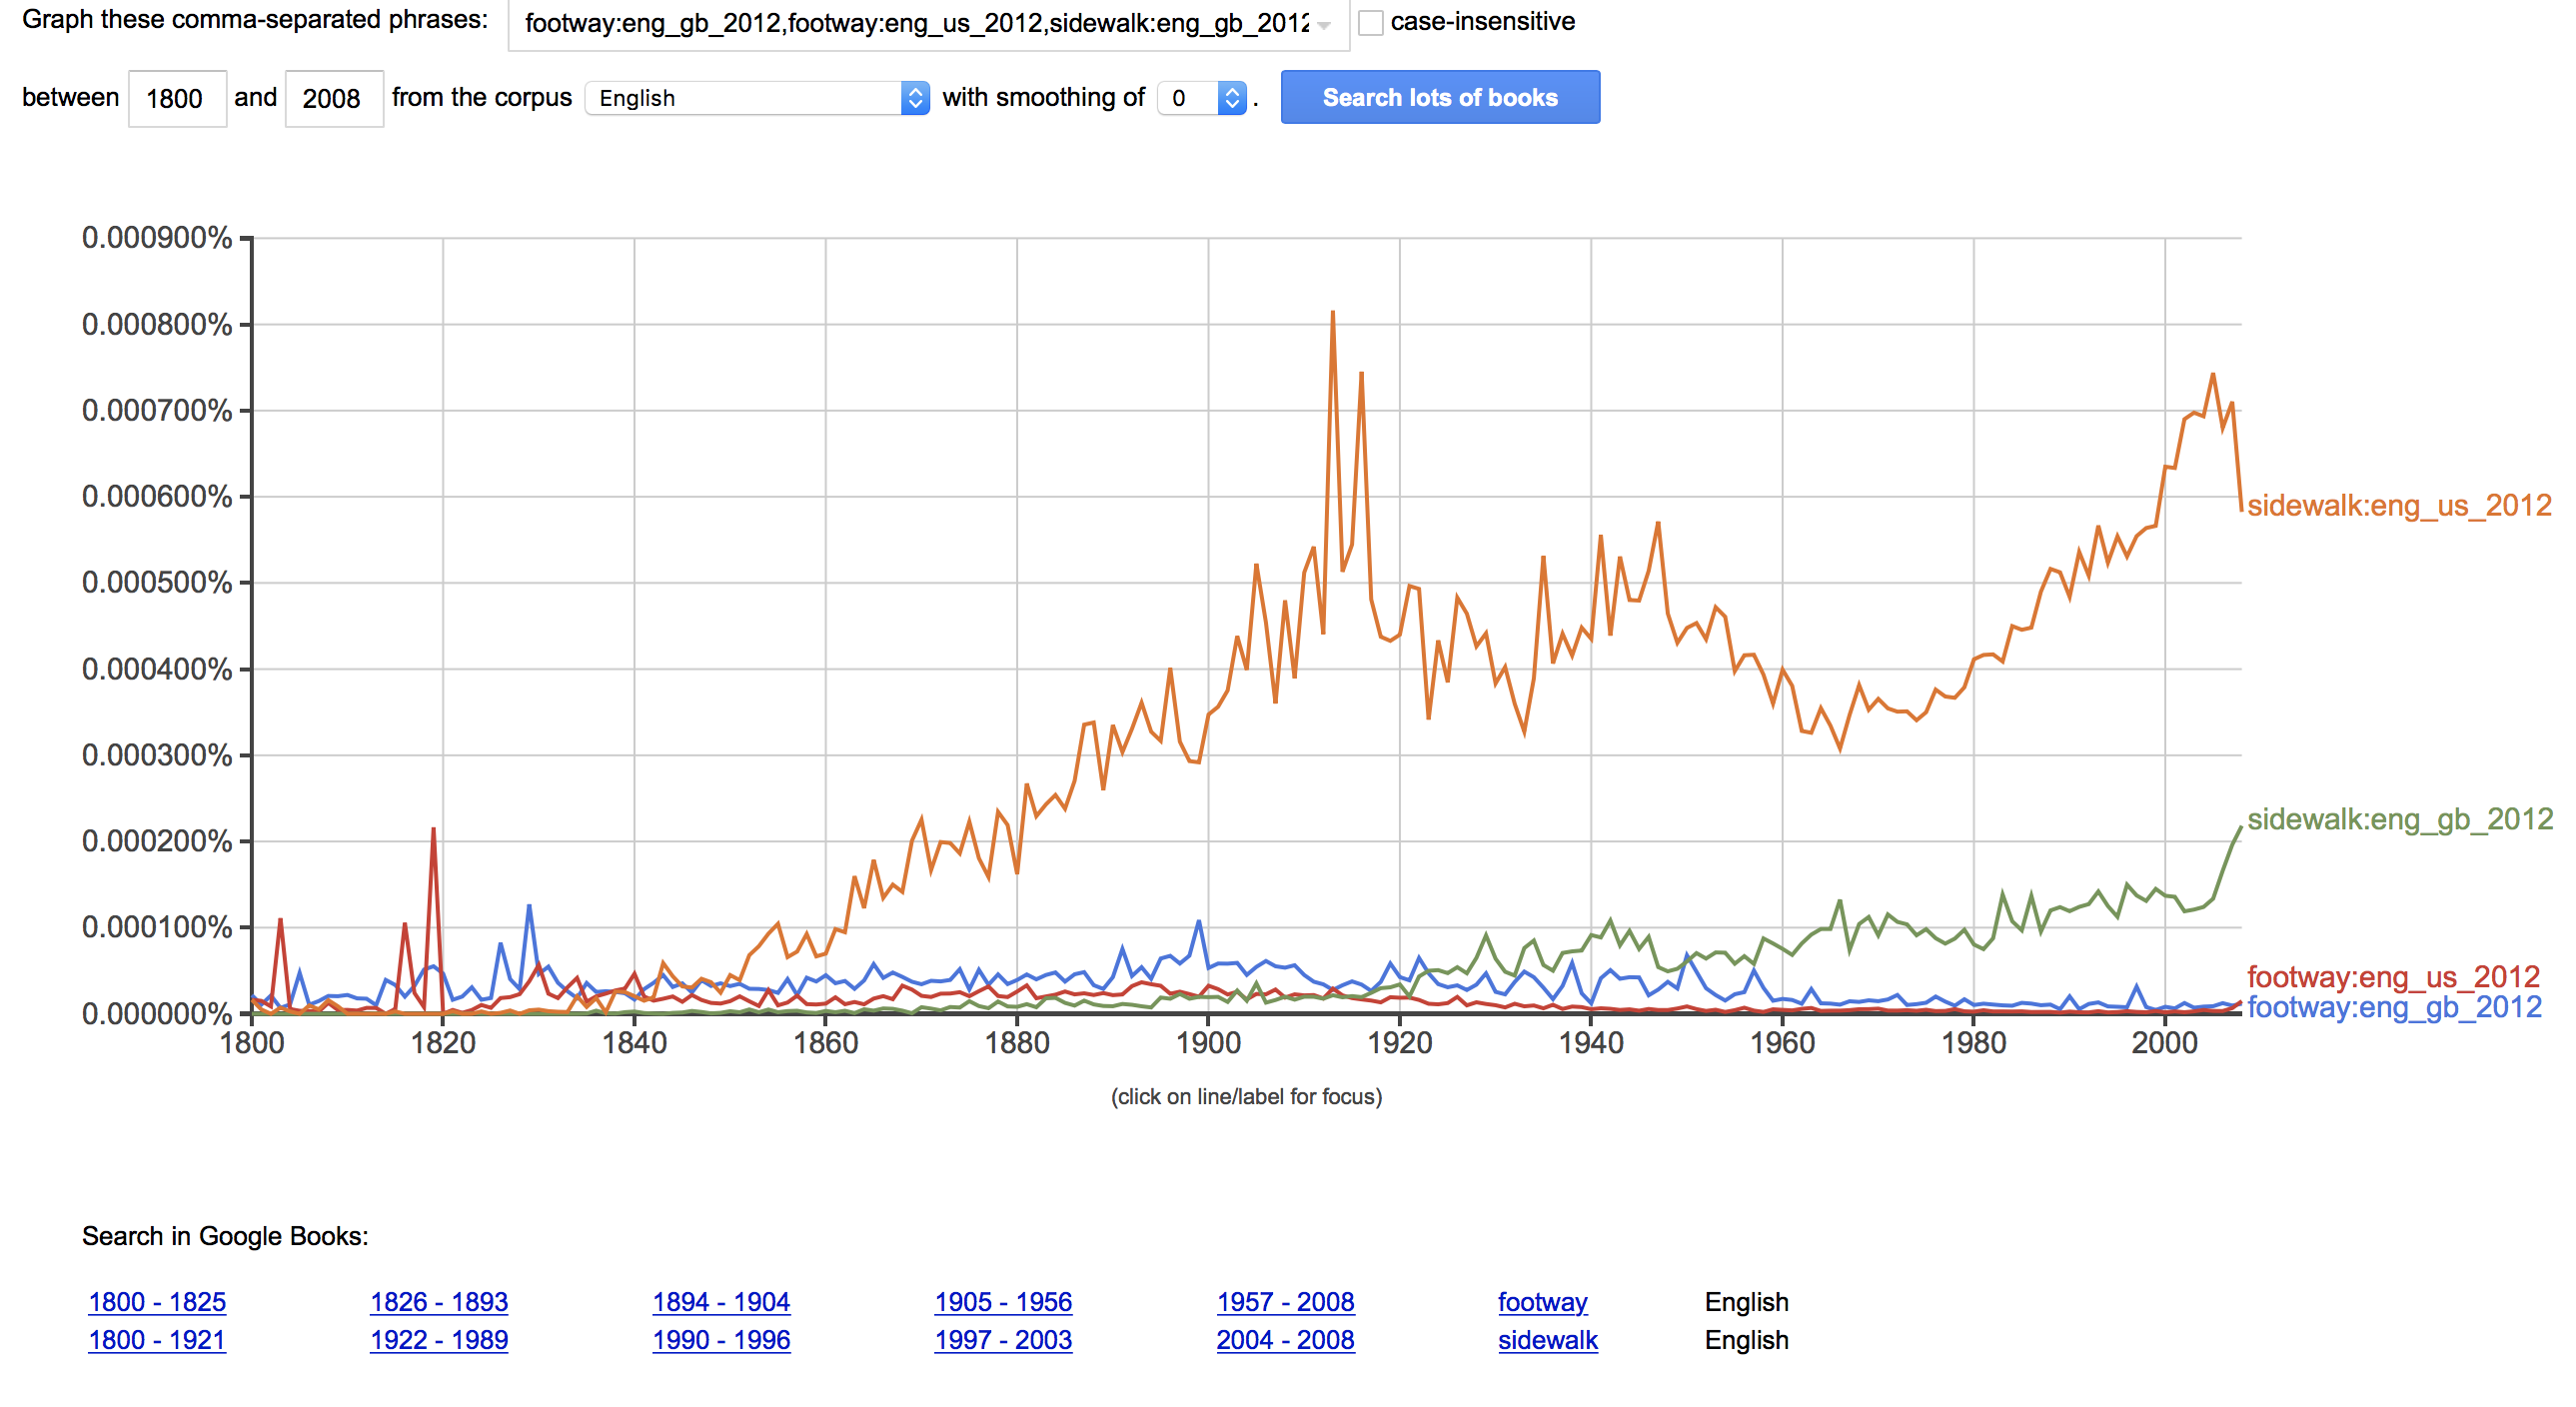 Graph these comma-separated phrases: footway:eng_gb_2012,footway:eng_us_2012,sidewalk:eng_gb_2012 case-insensitive
between 1800 and 2008 from the corpus English with smoothing of 0 . Search lots of books
0.000900%
0.000800%
0.000700%
0.000600%
0.000500%
0.000400%
0.000300%
0.000200%
0.000100%
0.000000%
sidewalk:eng_us_2012
sidewalk:eng_gb_2012
footway:eng_us_2012
footway:eng_gb_2012
1800 1820 1840 1860 1880 1900 1920 1940 1960 1980 2000
(click on line/label for focus)
Search in Google Books:
1800 - 1825 1826 - 1893 1894 - 1904 1905 - 1956 1957 - 2008 footway English
1800 - 1921 1922 - 1989 1990 - 1996 1997 - 2003 2004 - 2008 sidewalk English